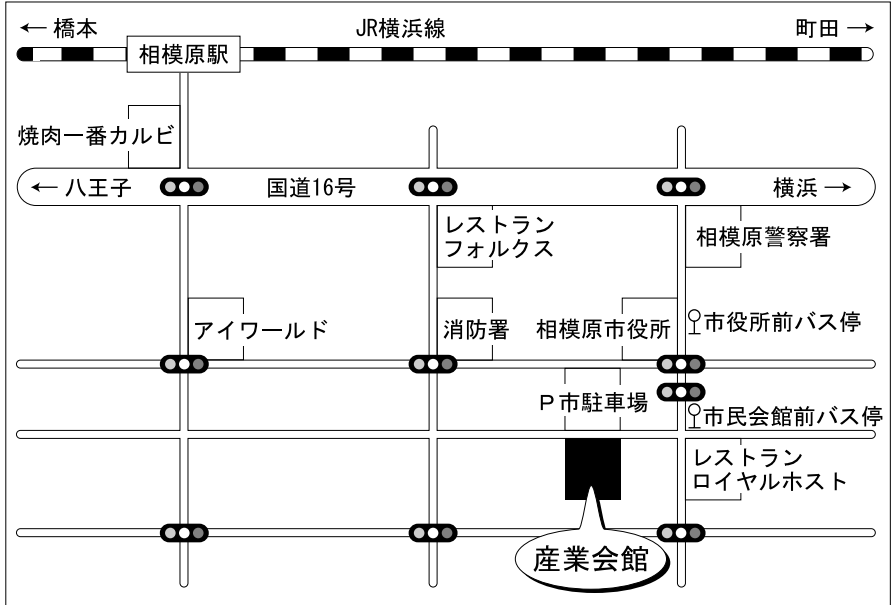 ← 橋本
JR横浜線
町田 →
相模原駅
焼肉一番カルビ
← 八王子
国道16号
横浜 →
レストラン
フォルクス
相模原警察署
アイワールド
消防署
相模原市役所
市役所前バス停
P市駐車場
市民会館前バス停
レストラン
ロイヤルホスト
産業会館